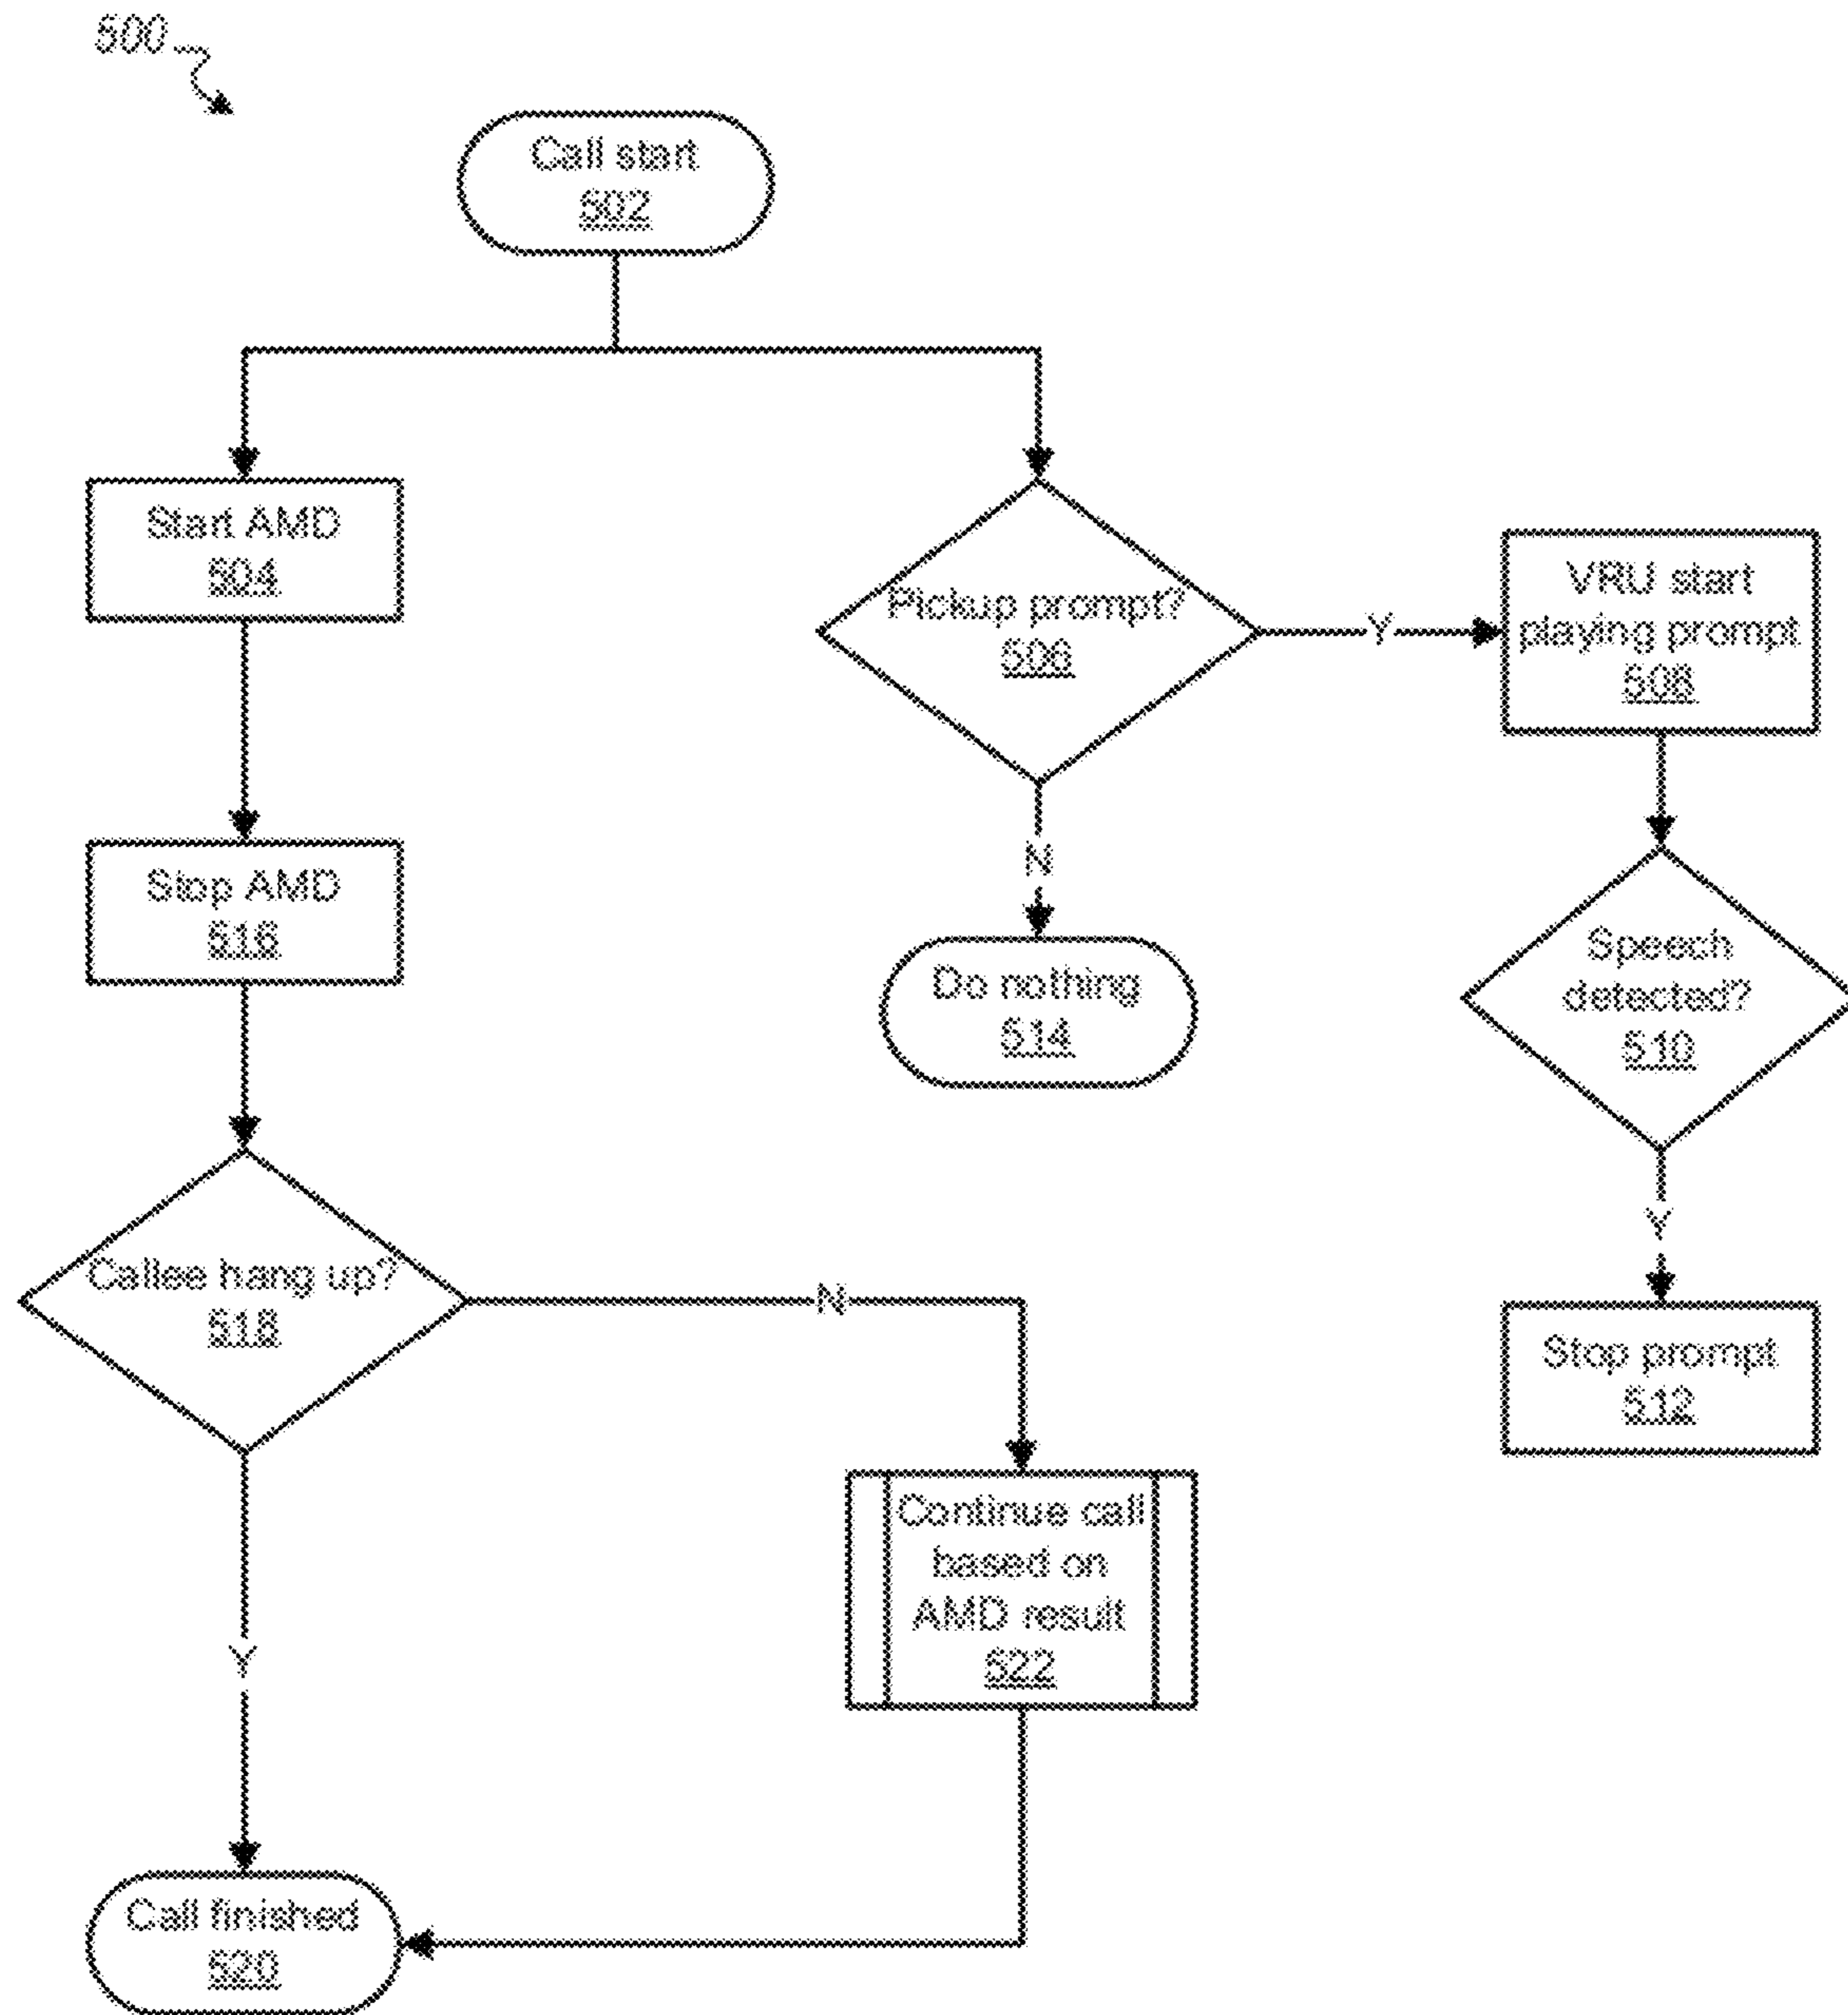 500
Call start
502
Start AMD
504
Pickup prompt?
506
Y
VRU start
playing prompt
508
N
Do nothing
514
Speech
detected?
510
Y
Stop prompt
512
Stop AMD
516
Callee hang up?
518
N
Continue call
based on
AMD result
522
Y
Call finished
520